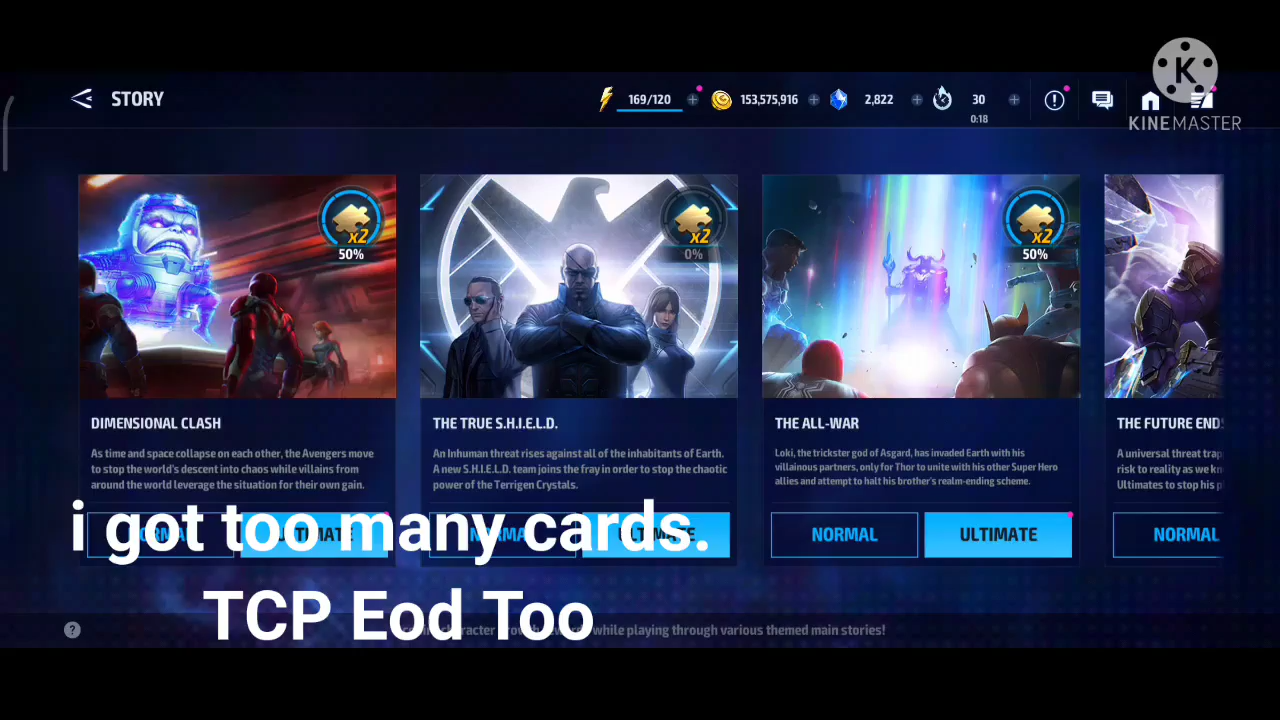 STORY
169/120
153,575,916
2,822
30
0:18
K
KINEMASTER
x2
50%
x2
0%
x2
50%
DIMENSIONAL CLASH
As time and space collapse on each other, the Avengers move
to stop the world's descent into chaos while villains from
around the world leverage the situation for their own gain.
THE TRUE S.H.I.E.L.D.
An Inhuman threat rises against all of the inhabitants of Earth.
A new S.H.I.E.L.D. team joins the fray in order to stop the chaotic
power of the Terrigen Crystals.
THE ALL-WAR
Loki, the trickster god of Asgard, has invaded Earth with his
villainous partners, only for Thor to unite with his other Super Hero
allies and attempt to halt his brother's realm-ending scheme.
THE FUTURE END
A universal threat
risk to reality as we
Ultimates to stop his
NORMAL
ULTIMATE
NORMAL
ULTIMATE
NORMAL
ULTIMATE
NORMAL
i got too many cards.
TCP Eod Too
while playing through various themed main stories!